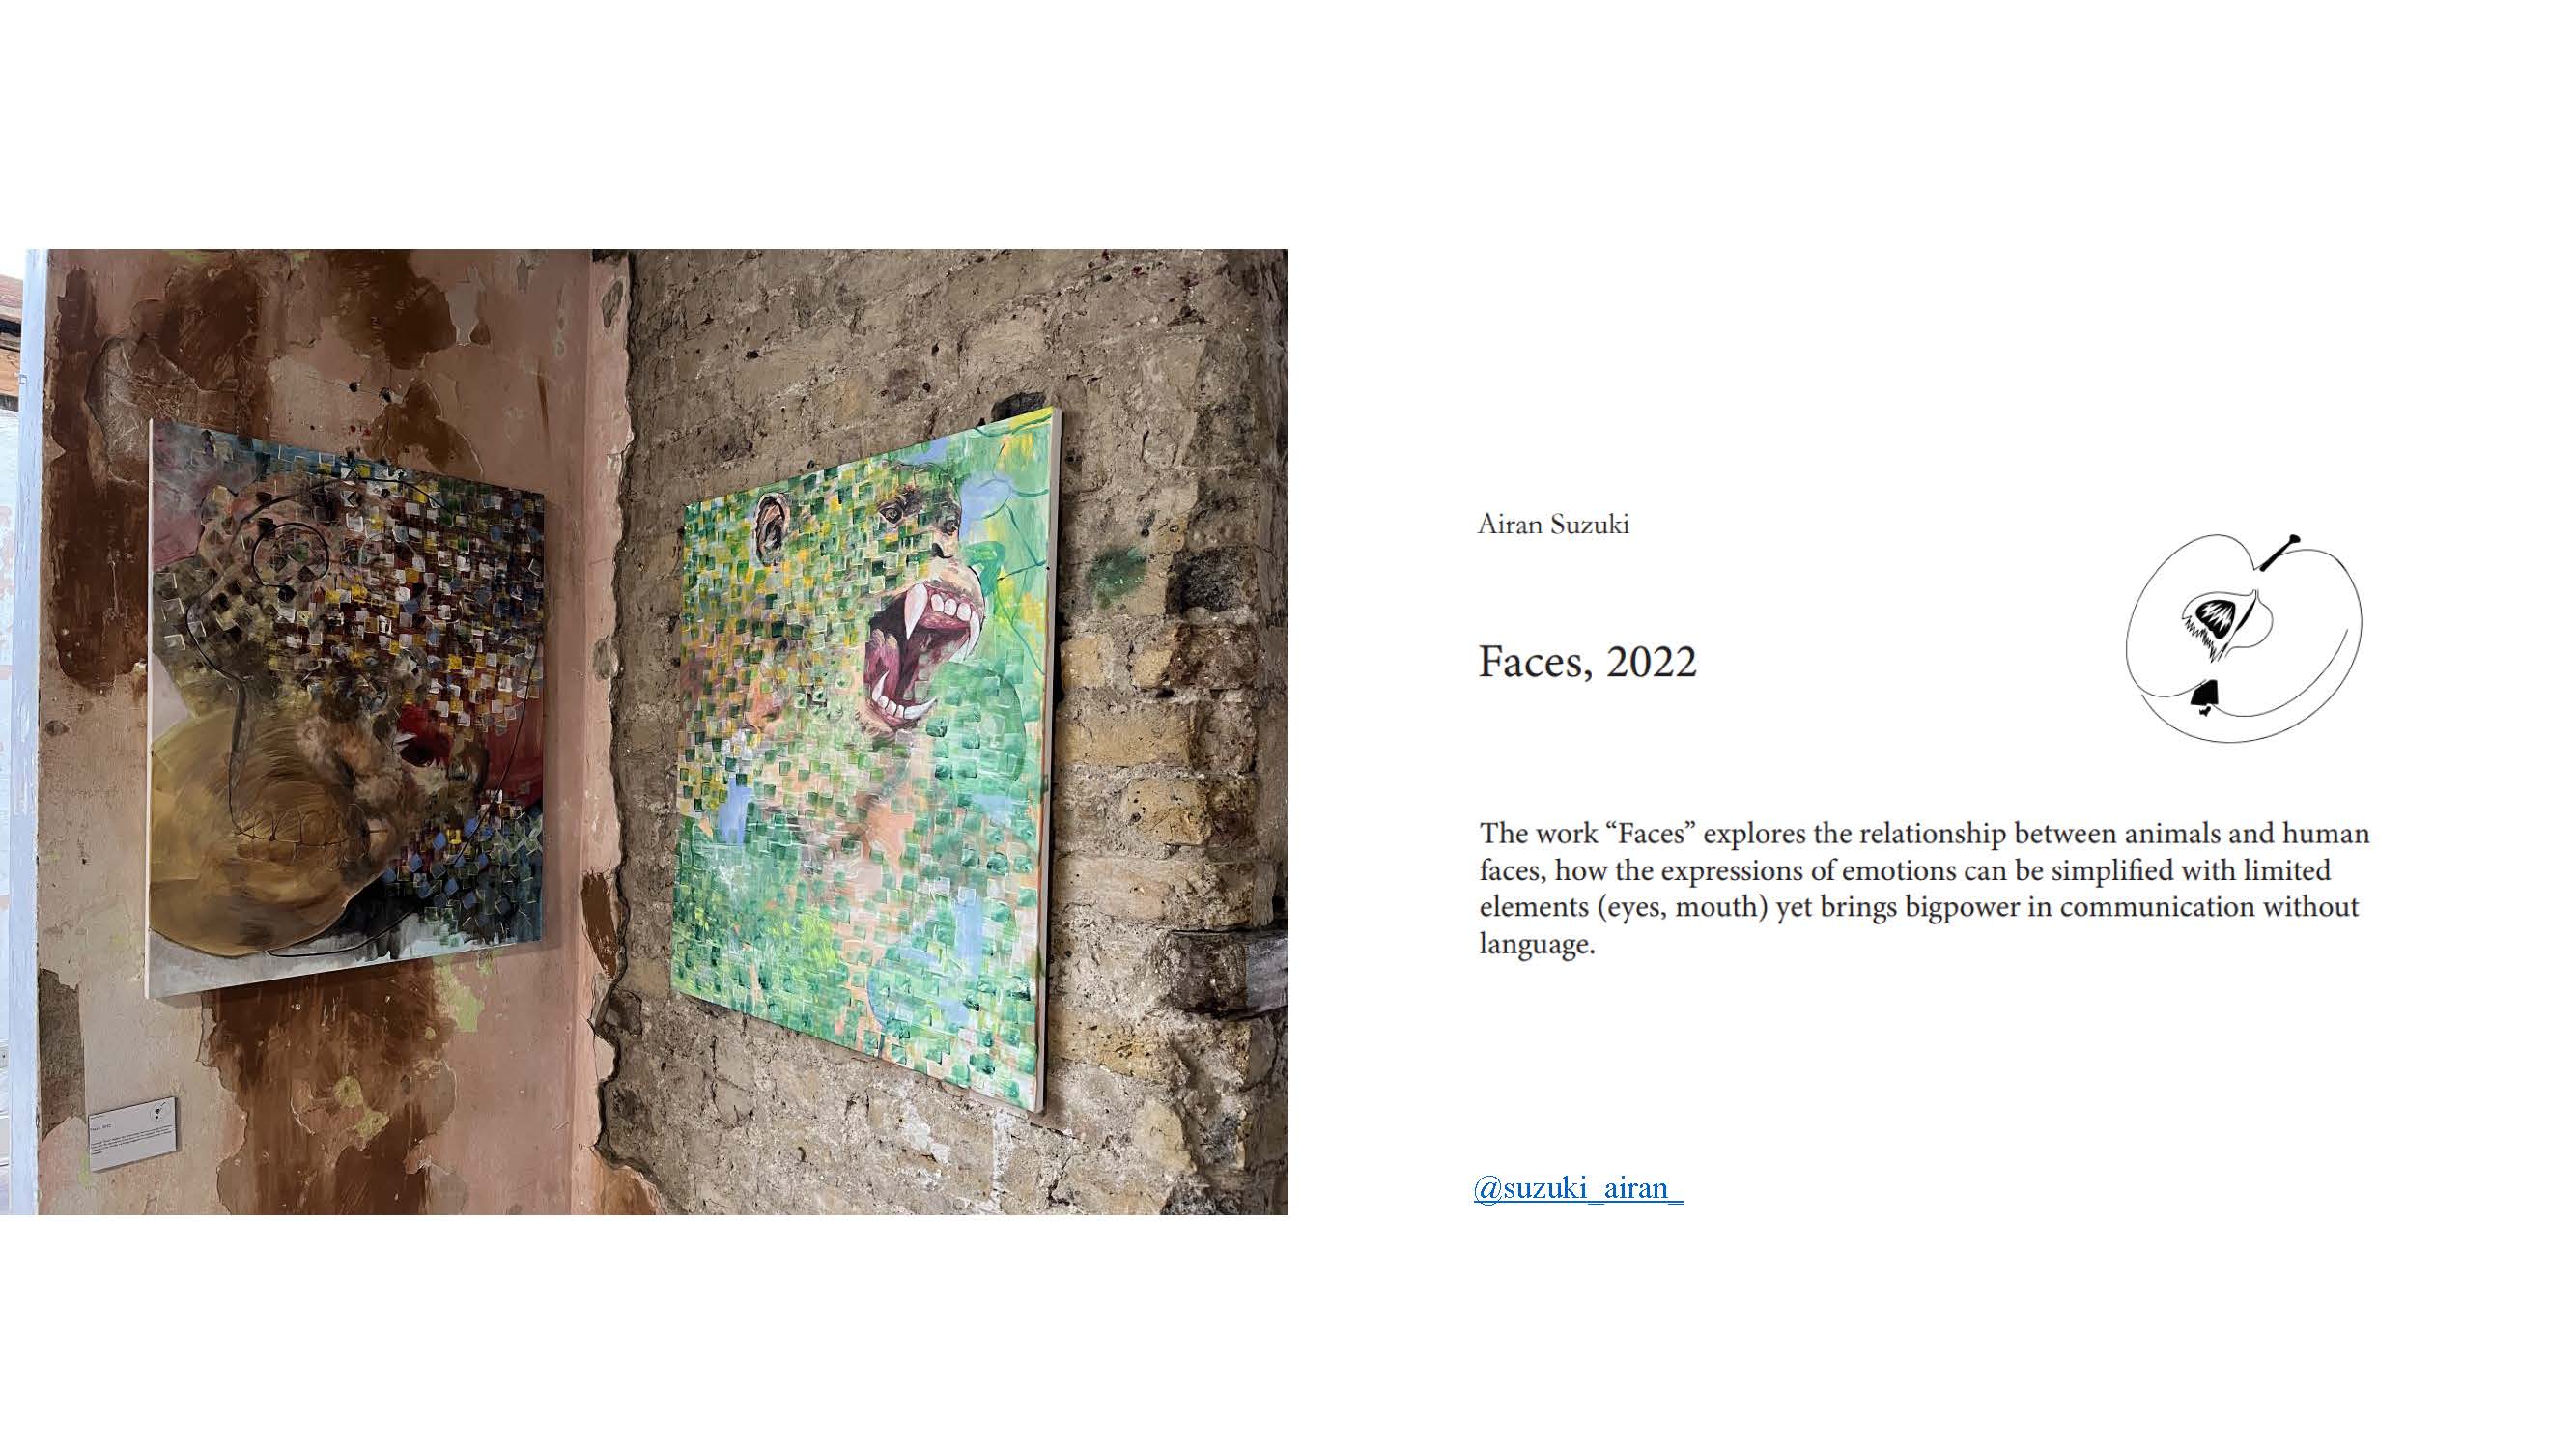 Airan Suzuki
Faces, 2022
The work “Faces” explores the relationship between animals and human
faces, how the expressions of emotions can be simplified with limited
elements (eyes, mouth) yet brings bigpower in communication without
language.
@suzuki_airan_